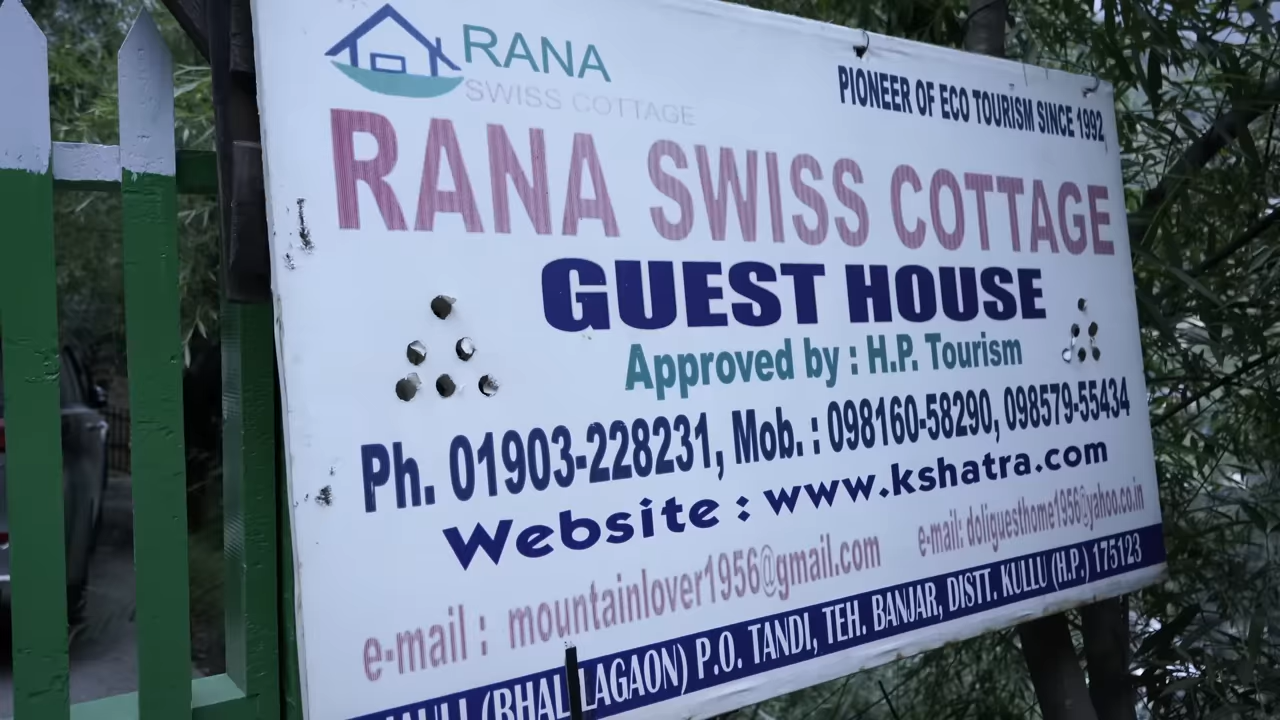 RANA
SWISS COTTAGE
PIONEER OF ECO TOURISM SINCE 1992
RANA SWISS COTTAGE
GUEST HOUSE
Approved by : H.P. Tourism
Ph. 01903-228231, Mob. : 098160-58290, 098579-55434
Website : www.kshatra.com
e-mail : mountainlover1956@gmail.com
e-mail: doliguesthome1956@yahoo.co.in
P.O. TANDI, TEH. BANJAR, DISTT. KULLU (H.P.) 175123